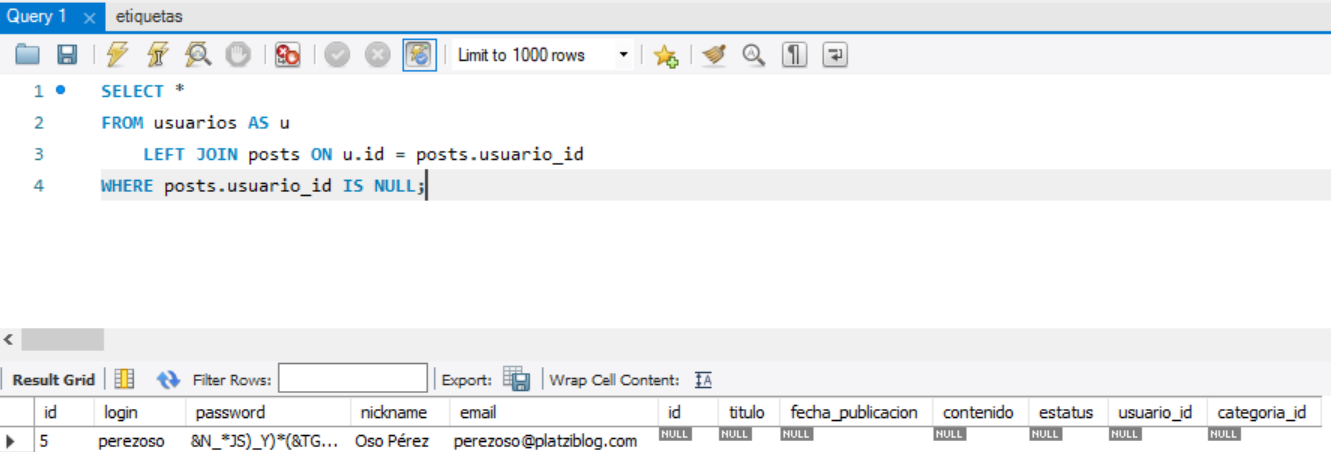 Query 1 × etiquetas
Limit to 1000 rows
1 SELECT *
2 FROM usuarios AS u
3 LEFT JOIN posts ON u.id = posts.usuario_id
4 WHERE posts.usuario_id IS NULL;
Result Grid Filter Rows: Export: Wrap Cell Content:
id login password nickname email id titulo fecha_publicacion contenido estatus usuario_id categoria_id
5 perezoso &N_*JS)_Y)*(&TG... Oso Pérez perezoso@platziblog.com NULL NULL NULL NULL NULL NULL NULL